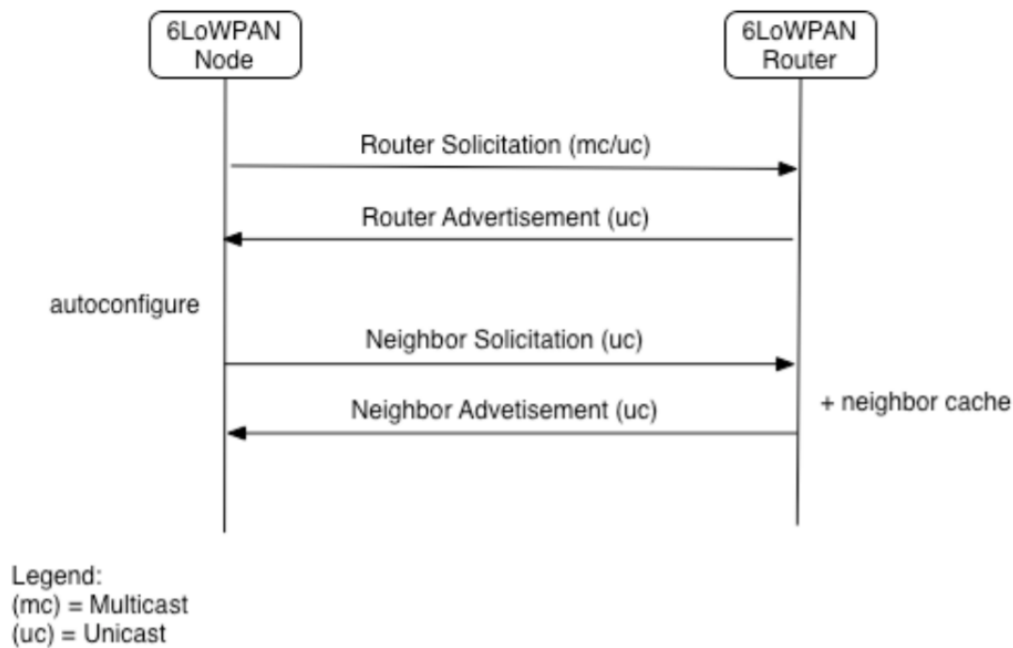 6LoWPAN
Node
6LoWPAN
Router
Router Solicitation (mc/uc)
Router Advertisement (uc)
autoconfigure
Neighbor Solicitation (uc)
Neighbor Advetisement (uc)
+ neighbor cache
Legend:
(mc) = Multicast
(uc) = Unicast